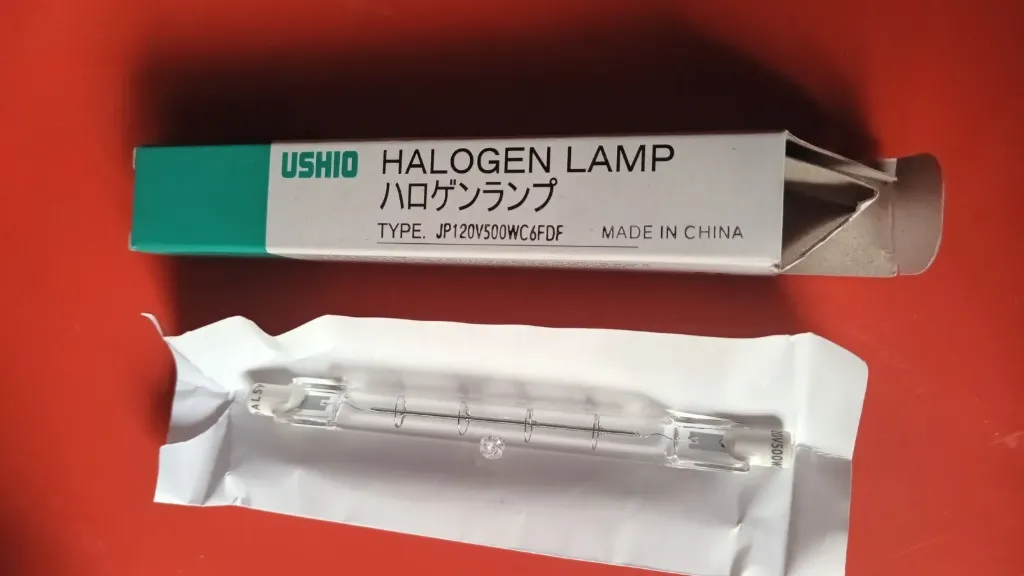 USHIO
HALOGEN LAMP
ハロゲンランプ
TYPE. JP120V500WC6FDF MADE IN CHINA